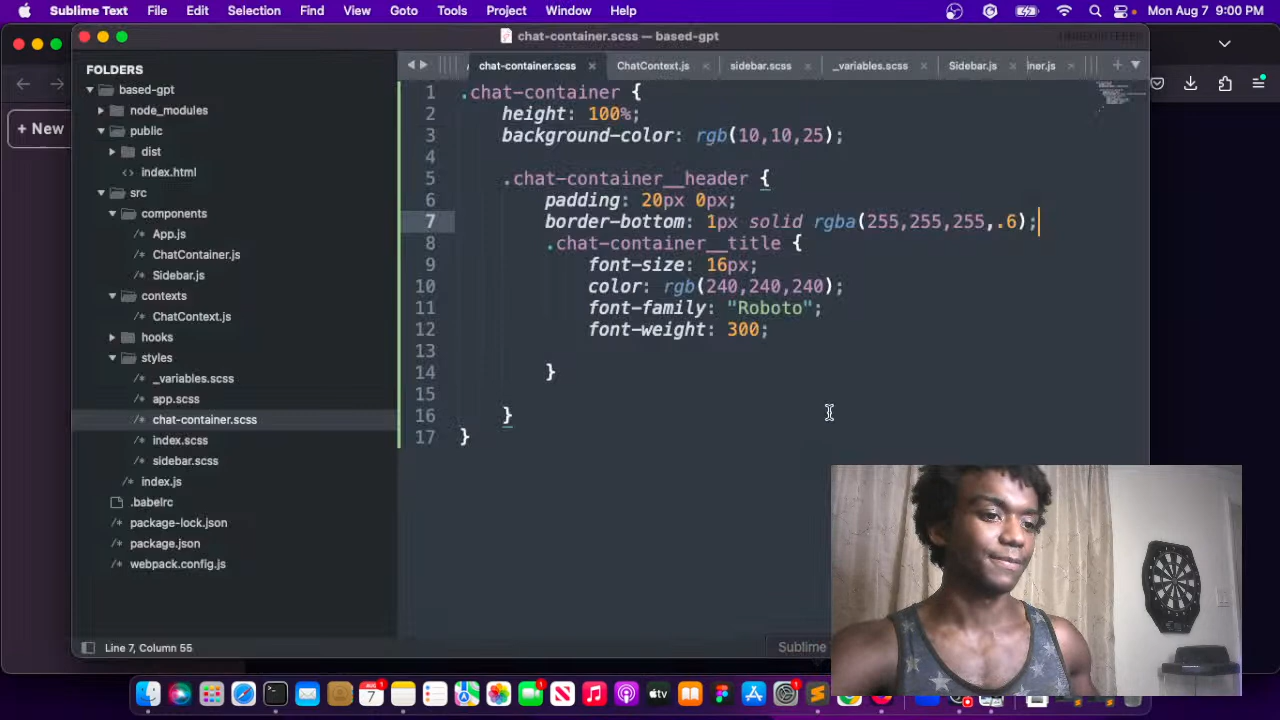 Sublime Text File Edit Selection Find View Goto Tools Project Window Help Mon Aug 7 9:00 PM
chat-container.scss — based-gpt
+ New
FOLDERS
based-gpt
node_modules
public
dist
index.html
src
components
App.js
ChatContainer.js
Sidebar.js
contexts
ChatContext.js
hooks
styles
_variables.scss
app.scss
chat-container.scss
index.scss
sidebar.scss
index.js
.babelrc
package-lock.json
package.json
webpack.config.js
chat-container.scss ChatContext.js sidebar.scss _variables.scss Sidebar.js iner.js
1 .chat-container {
2 height: 100%;
3 background-color: rgb(10,10,25);
4
5 .chat-container__header {
6 padding: 20px 0px;
7 border-bottom: 1px solid rgba(255,255,255,.6);
8 .chat-container__title {
9 font-size: 16px;
10 color: rgb(240,240,240);
11 font-family: "Roboto";
12 font-weight: 300;
13
14 }
15
16 }
17 }
Line 7, Column 55
Sublime
AUG
7
tv